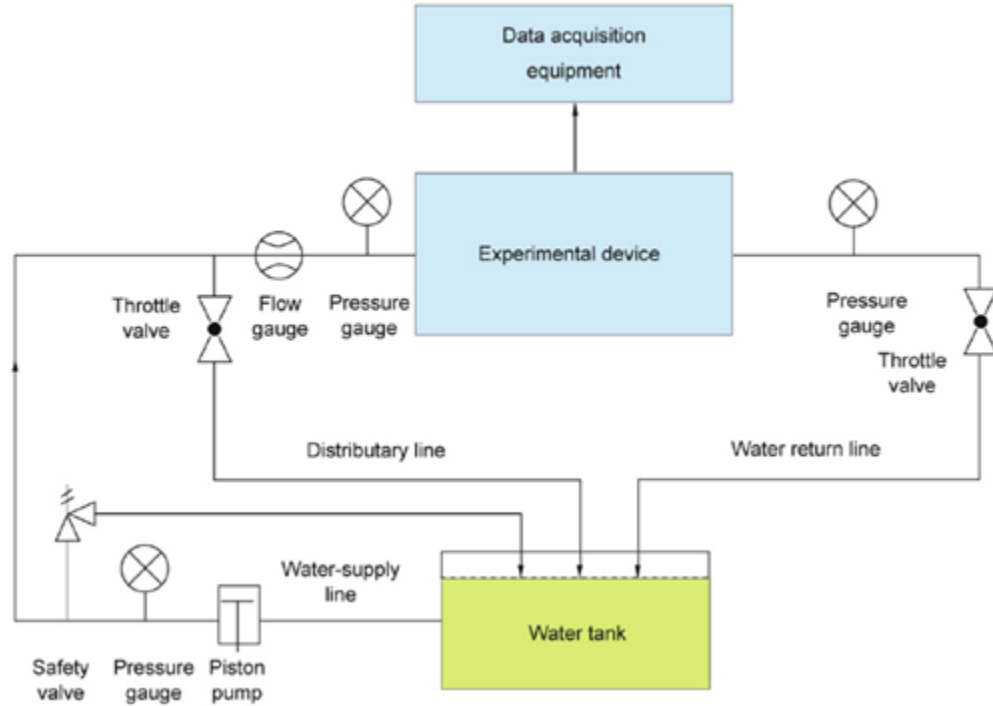 Data acquisition
equipment
Experimental device
Throttle
valve
Flow
gauge
Pressure
gauge
Pressure
gauge
Throttle
valve
Distributary line
Water return line
Water-supply
line
Water tank
Safety
valve
Pressure
gauge
Piston
pump